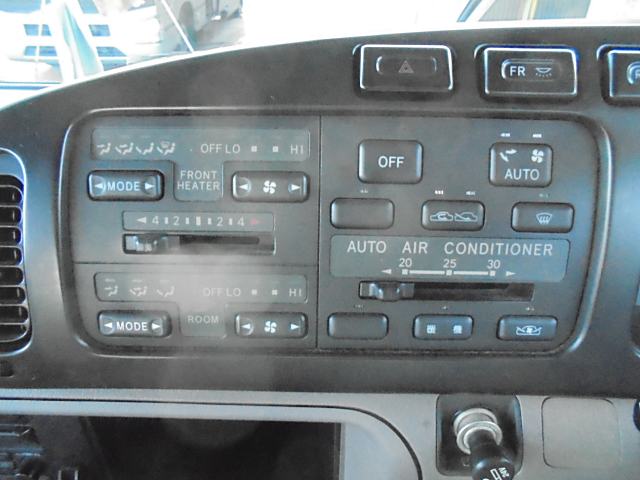 FR
OFF LO HI
OFF
AUTO
MODE
FRONT
HEATER
4 2 2 4
AUTO AIR CONDITIONER
20 25 30
OFF LO HI
MODE
ROOM